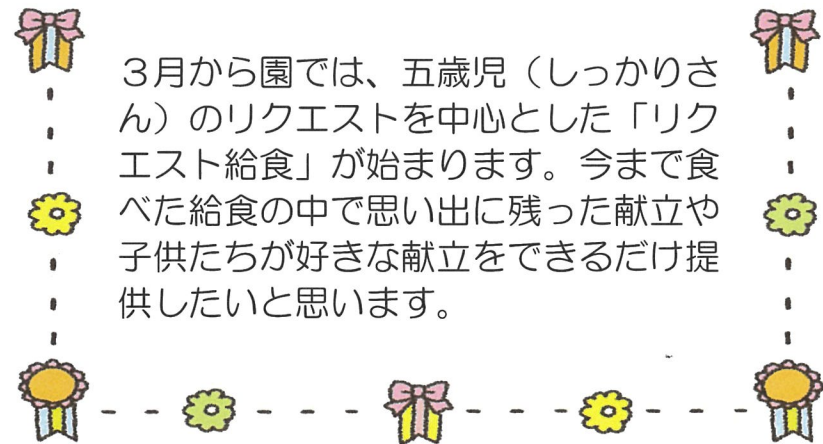 ３月から園では、五歳児（しっかりさ
ん）のリクエストを中心とした「リク
エスト給食」が始まります。今まで食
べた給食の中で思い出に残った献立や
子供たちが好きな献立をできるだけ提
供したいと思います。